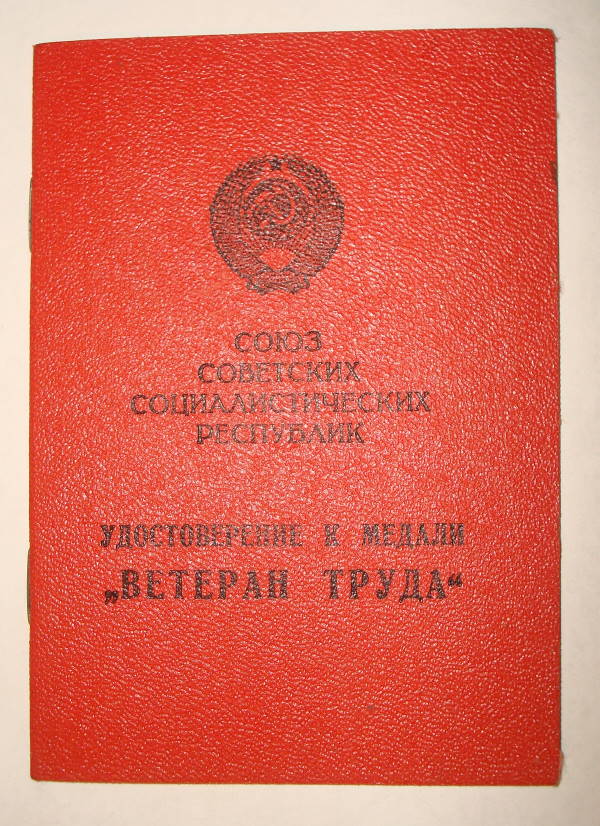 СОЮЗ
СОВЕТСКИХ
СОЦИАЛИСТИЧЕСКИХ
РЕСПУБЛИК
УДОСТОВЕРЕНИЕ К МЕДАЛИ
„ВЕТЕРАН ТРУДА“